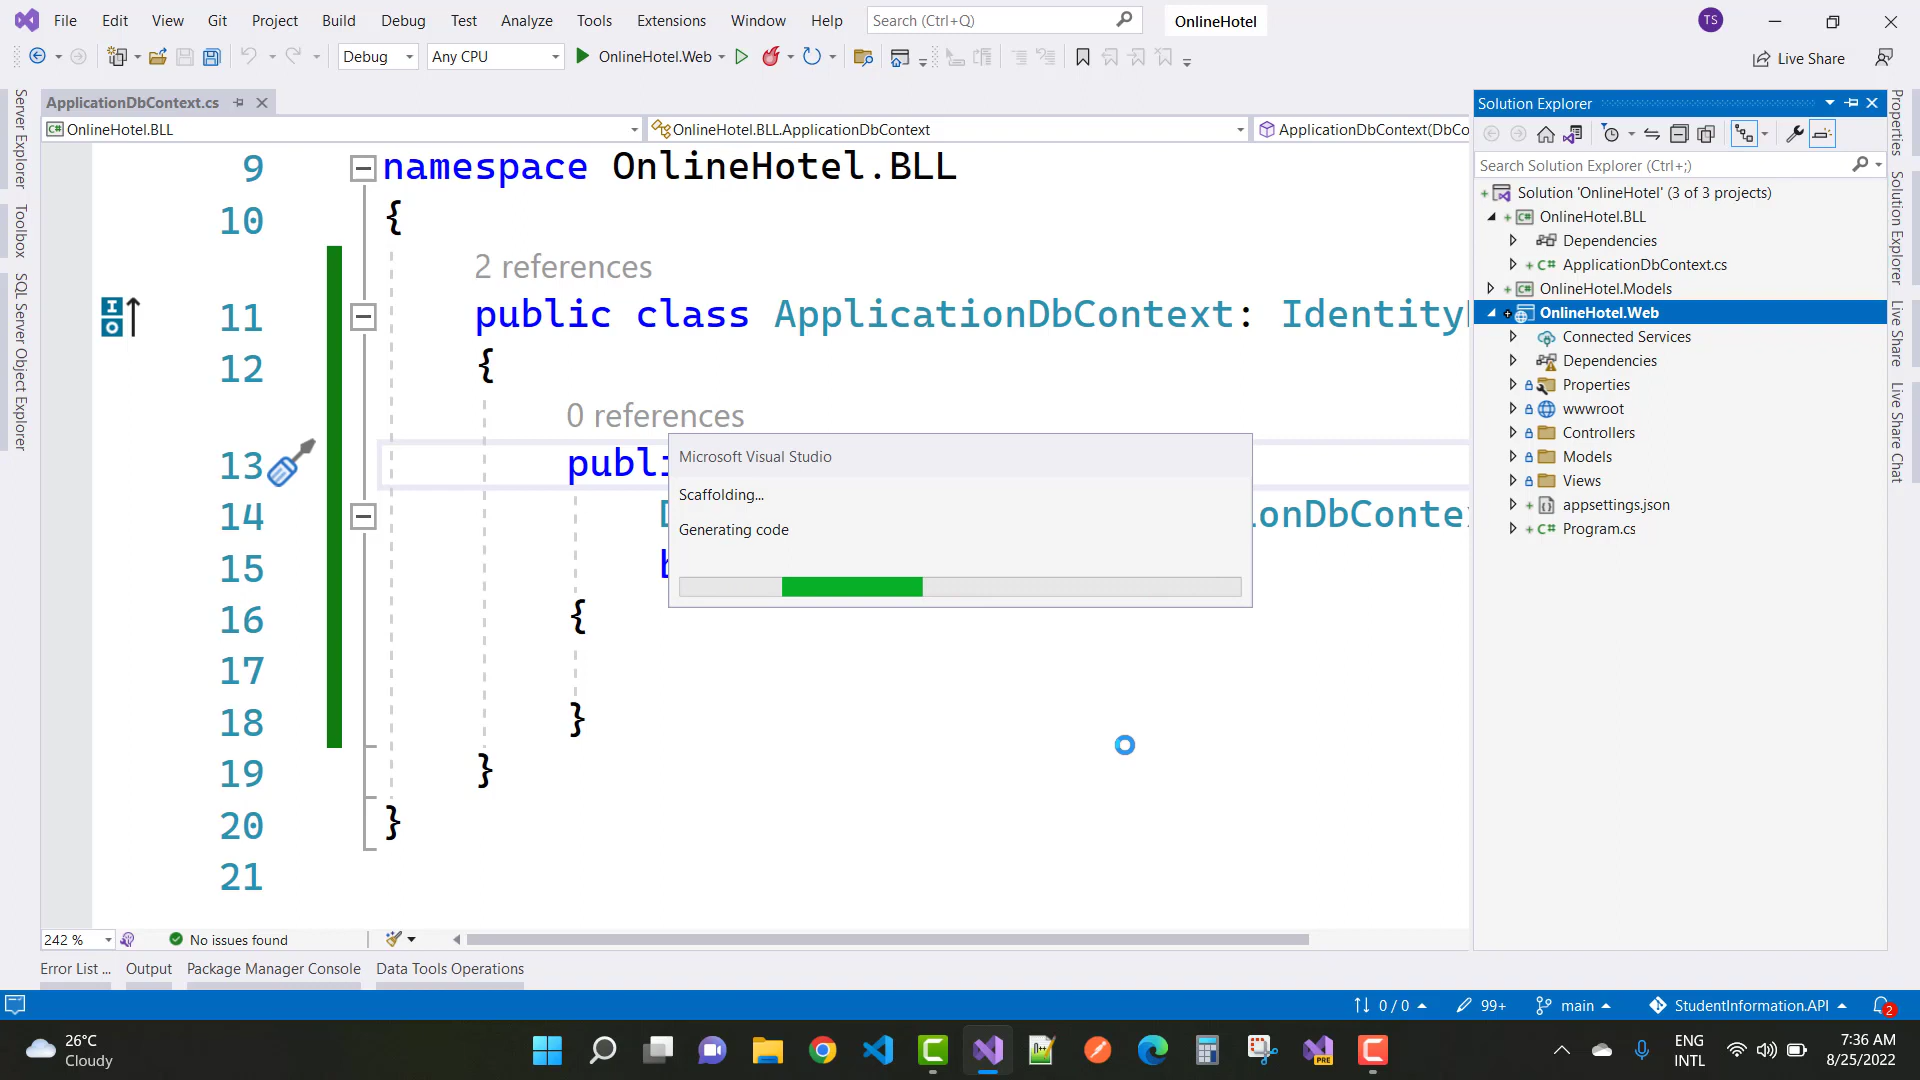 File Edit View Git Project Build Debug Test Analyze Tools Extensions Window Help Search (Ctrl+Q) OnlineHotel TS
Debug Any CPU OnlineHotel.Web Live Share
ApplicationDbContext.cs
OnlineHotel.BLL OnlineHotel.BLL.ApplicationDbContext ApplicationDbContext(DbCo
Server Explorer
Toolbox
SQL Server Object Explorer
9 namespace OnlineHotel.BLL
10 {
2 references
11 public class ApplicationDbContext: Identity
12 {
0 references
13 publi
14 ionDbContex
15
16 {
17
18 }
19 }
20 }
21
Microsoft Visual Studio
Scaffolding...
Generating code
Solution Explorer
Search Solution Explorer (Ctrl+;)
Solution 'OnlineHotel' (3 of 3 projects)
OnlineHotel.BLL
Dependencies
C# ApplicationDbContext.cs
OnlineHotel.Models
OnlineHotel.Web
Connected Services
Dependencies
Properties
wwwroot
Controllers
Models
Views
appsettings.json
C# Program.cs
Properties
Solution Explorer
Live Share
Live Share Chat
242 % No issues found
Error List ... Output Package Manager Console Data Tools Operations
0 / 0 99+ main StudentInformation.API 2
26°C
Cloudy
ENG
INTL
7:36 AM
8/25/2022